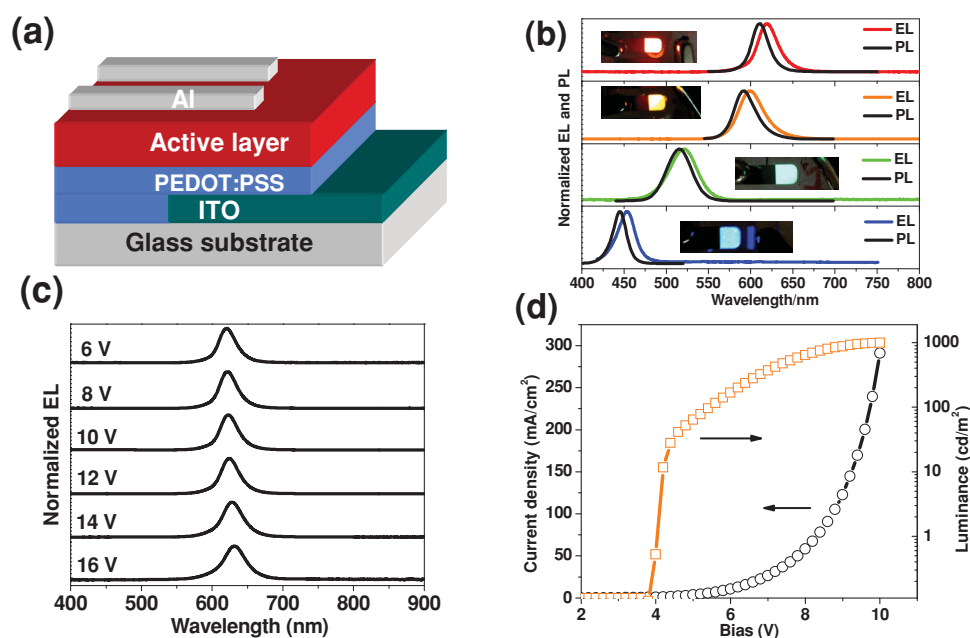 (a)
Al
Active layer
PEDOT:PSS
ITO
Glass substrate
(b)
Normalized EL and PL
EL
PL
EL
PL
EL
PL
EL
PL
400 450 500 550 600 650 700 750 800
Wavelength/nm
(c)
Normalized EL
6 V
8 V
10 V
12 V
14 V
16 V
400 500 600 700 800 900
Wavelength (nm)
(d)
Current density (mA/cm²)
300
250
200
150
100
50
0
2 4 6 8 10
Bias (V)
1000
100
10
1
Luminance (cd/m²)